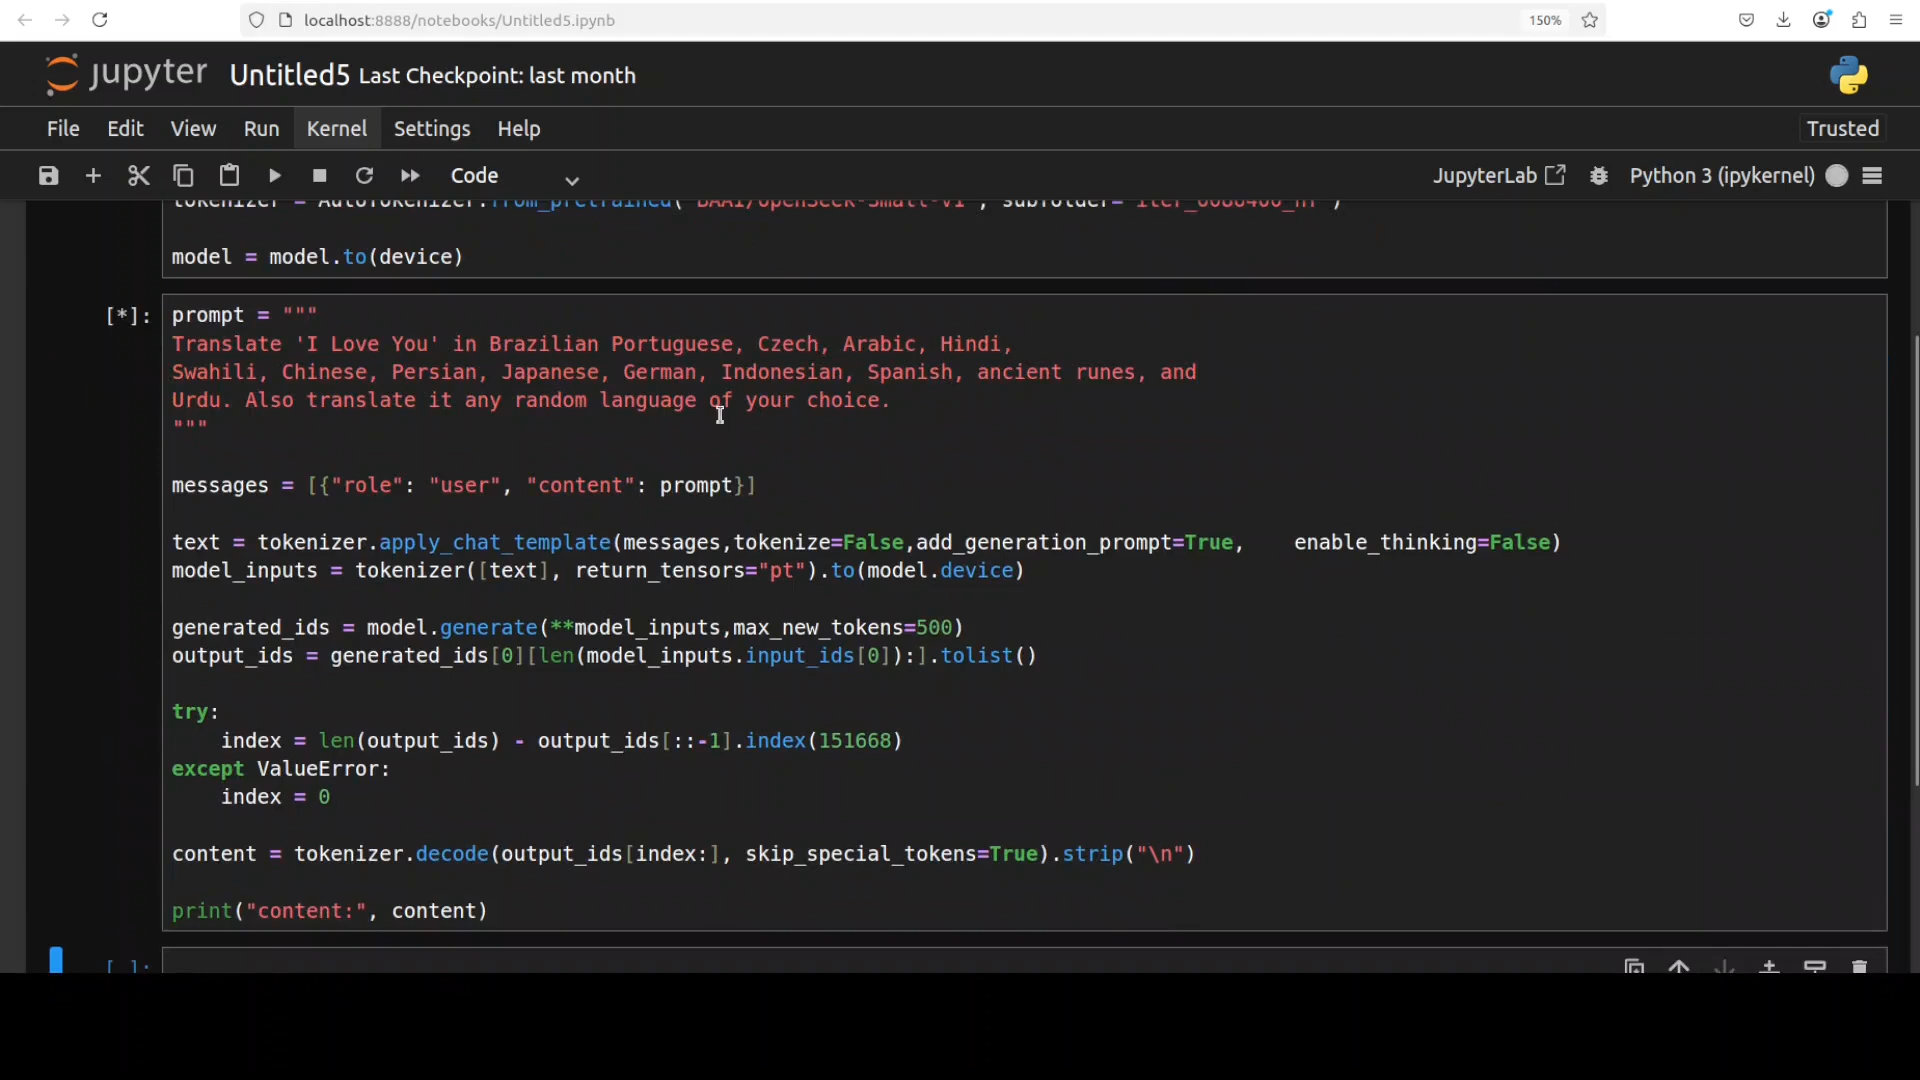 localhost:8888/notebooks/Untitled5.ipynb
150%
jupyter Untitled5 Last Checkpoint: last month
File Edit View Run Kernel Settings Help Trusted
Code JupyterLab Python 3 (ipykernel)
tokenizer = AutoTokenizer.from_pretrained("BAAI/OpenSeek-Small-v1", subfolder=
model = model.to(device)
[*]: prompt = """
Translate 'I Love You' in Brazilian Portuguese, Czech, Arabic, Hindi,
Swahili, Chinese, Persian, Japanese, German, Indonesian, Spanish, ancient runes, and
Urdu. Also translate it any random language of your choice.
"""
messages = [{"role": "user", "content": prompt}]
text = tokenizer.apply_chat_template(messages,tokenize=False,add_generation_prompt=True,    enable_thinking=False)
model_inputs = tokenizer([text], return_tensors="pt").to(model.device)
generated_ids = model.generate(**model_inputs,max_new_tokens=500)
output_ids = generated_ids[0][len(model_inputs.input_ids[0]):].tolist()
try:
    index = len(output_ids) - output_ids[::-1].index(151668)
except ValueError:
    index = 0
content = tokenizer.decode(output_ids[index:], skip_special_tokens=True).strip("\n")
print("content:", content)
[ ]: